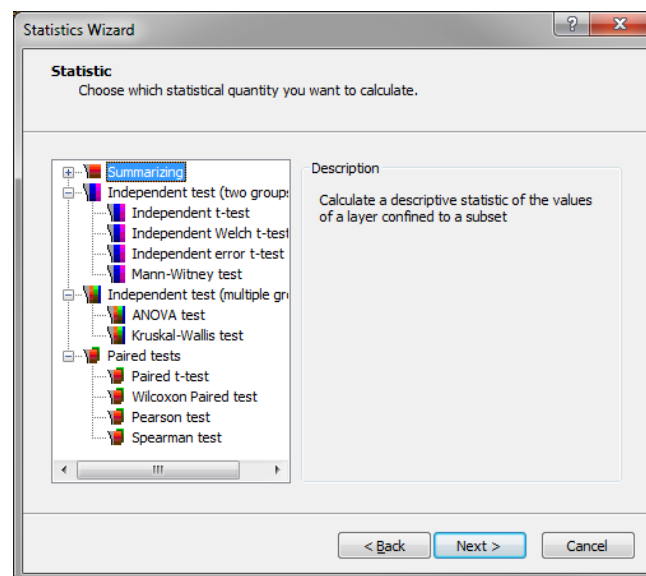 Statistics Wizard
Statistic
Choose which statistical quantity you want to calculate.
Summarizing
Independent test (two groups
Independent t-test
Independent Welch t-test
Independent error t-test
Mann-Witney test
Independent test (multiple gr
ANOVA test
Kruskal-Wallis test
Paired tests
Paired t-test
Wilcoxon Paired test
Pearson test
Spearman test
Description
Calculate a descriptive statistic of the values
of a layer confined to a subset
< Back
Next >
Cancel